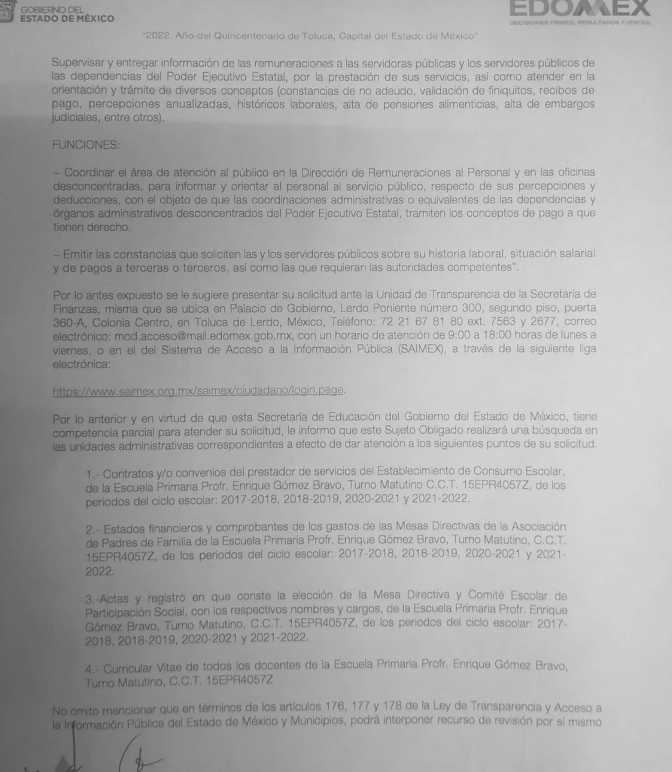 GOBIERNO DEL
ESTADO DE MÉXICO
EDOMEX
DECISIONES FIRMES, RESULTADOS FUERTES
"2022. Año del Quincentenario de Toluca, Capital del Estado de México"
Supervisar y entregar información de las remuneraciones a las servidoras públicas y los servidores públicos de
las dependencias del Poder Ejecutivo Estatal, por la prestación de sus servicios, así como atender en la
orientación y trámite de diversos conceptos (constancias de no adeudo, validación de finiquitos, recibos de
pago, percepciones anualizadas, históricos laborales, alta de pensiones alimenticias, alta de embargos
judiciales, entre otros).
FUNCIONES:
– Coordinar el área de atención al público en la Dirección de Remuneraciones al Personal y en las oficinas
desconcentradas, para informar y orientar al personal al servicio público, respecto de sus percepciones y
deducciones, con el objeto de que las coordinaciones administrativas o equivalentes de las dependencias y
órganos administrativos desconcentrados del Poder Ejecutivo Estatal, tramiten los conceptos de pago a que
tienen derecho.
– Emitir las constancias que soliciten las y los servidores públicos sobre su historia laboral, situación salarial
y de pagos a terceras o terceros, así como las que requieran las autoridades competentes".
Por lo antes expuesto se le sugiere presentar su solicitud ante la Unidad de Transparencia de la Secretaría de
Finanzas, misma que se ubica en Palacio de Gobierno, Lerdo Poniente número 300, segundo piso, puerta
360-A, Colonia Centro, en Toluca de Lerdo, México, Teléfono: 72 21 67 81 80 ext. 7563 y 2677, correo
electrónico: mod.acceso@mail.edomex.gob.mx, con un horario de atención de 9:00 a 18:00 horas de lunes a
viernes, o en el del Sistema de Acceso a la Información Pública (SAIMEX), a través de la siguiente liga
electrónica:
https://www.saimex.org.mx/saimex/ciudadano/login.page.
Por lo anterior y en virtud de que esta Secretaría de Educación del Gobierno del Estado de México, tiene
competencia parcial para atender su solicitud, le informo que este Sujeto Obligado realizará una búsqueda en
las unidades administrativas correspondientes a efecto de dar atención a los siguientes puntos de su solicitud.
1.- Contratos y/o convenios del prestador de servicios del Establecimiento de Consumo Escolar,
de la Escuela Primaria Profr. Enrique Gómez Bravo, Turno Matutino C.C.T. 15EPR4057Z, de los
periodos del ciclo escolar: 2017-2018, 2018-2019, 2020-2021 y 2021-2022.
2.- Estados financieros y comprobantes de los gastos de las Mesas Directivas de la Asociación
de Padres de Familia de la Escuela Primaria Profr. Enrique Gómez Bravo, Turno Matutino, C.C.T.
15EPR4057Z, de los periodos del ciclo escolar: 2017-2018, 2018-2019, 2020-2021 y 2021-
2022.
3.-Actas y registro en que conste la elección de la Mesa Directiva y Comité Escolar de
Participación Social, con los respectivos nombres y cargos, de la Escuela Primaria Profr. Enrique
Gómez Bravo, Turno Matutino, C.C.T. 15EPR4057Z, de los periodos del ciclo escolar: 2017-
2018, 2018-2019, 2020-2021 y 2021-2022.
4.- Curricular Vitae de todos los docentes de la Escuela Primaria Profr. Enrique Gómez Bravo,
Turno Matutino, C.C.T. 15EPR4057Z
No omito mencionar que en términos de los artículos 176, 177 y 178 de la Ley de Transparencia y Acceso a
la Información Pública del Estado de México y Municipios, podrá interponer recurso de revisión por sí mismo